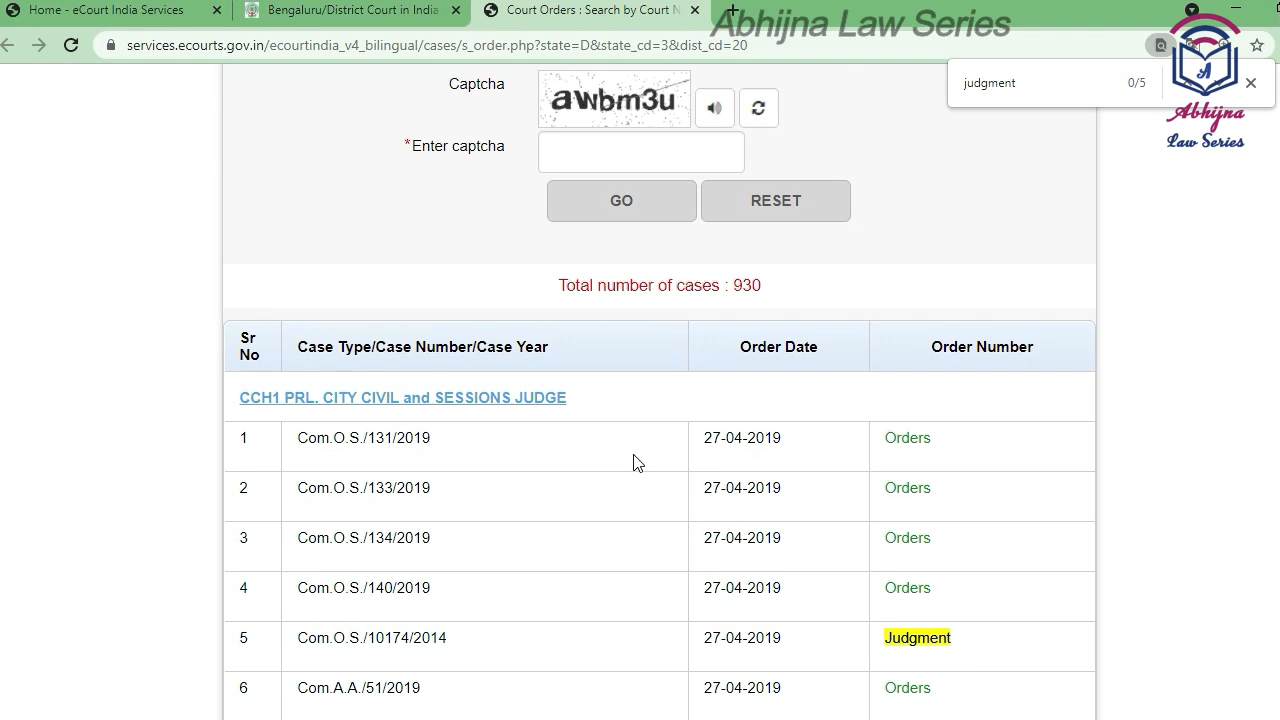 Home - eCourt India Services
Bengaluru/District Court in India
Court Orders : Search by Court N
Abhijna Law Series
services.ecourts.gov.in/ecourtindia_v4_bilingual/cases/s_order.php?state=D&state_cd=3&dist_cd=20
judgment 0/5
A
Abhijna
Law Series
Captcha
awbm3u
*Enter captcha
GO RESET
Total number of cases : 930
Sr No Case Type/Case Number/Case Year Order Date Order Number
CCH1 PRL. CITY CIVIL and SESSIONS JUDGE
1 Com.O.S./131/2019 27-04-2019 Orders
2 Com.O.S./133/2019 27-04-2019 Orders
3 Com.O.S./134/2019 27-04-2019 Orders
4 Com.O.S./140/2019 27-04-2019 Orders
5 Com.O.S./10174/2014 27-04-2019 Judgment
6 Com.A.A./51/2019 27-04-2019 Orders